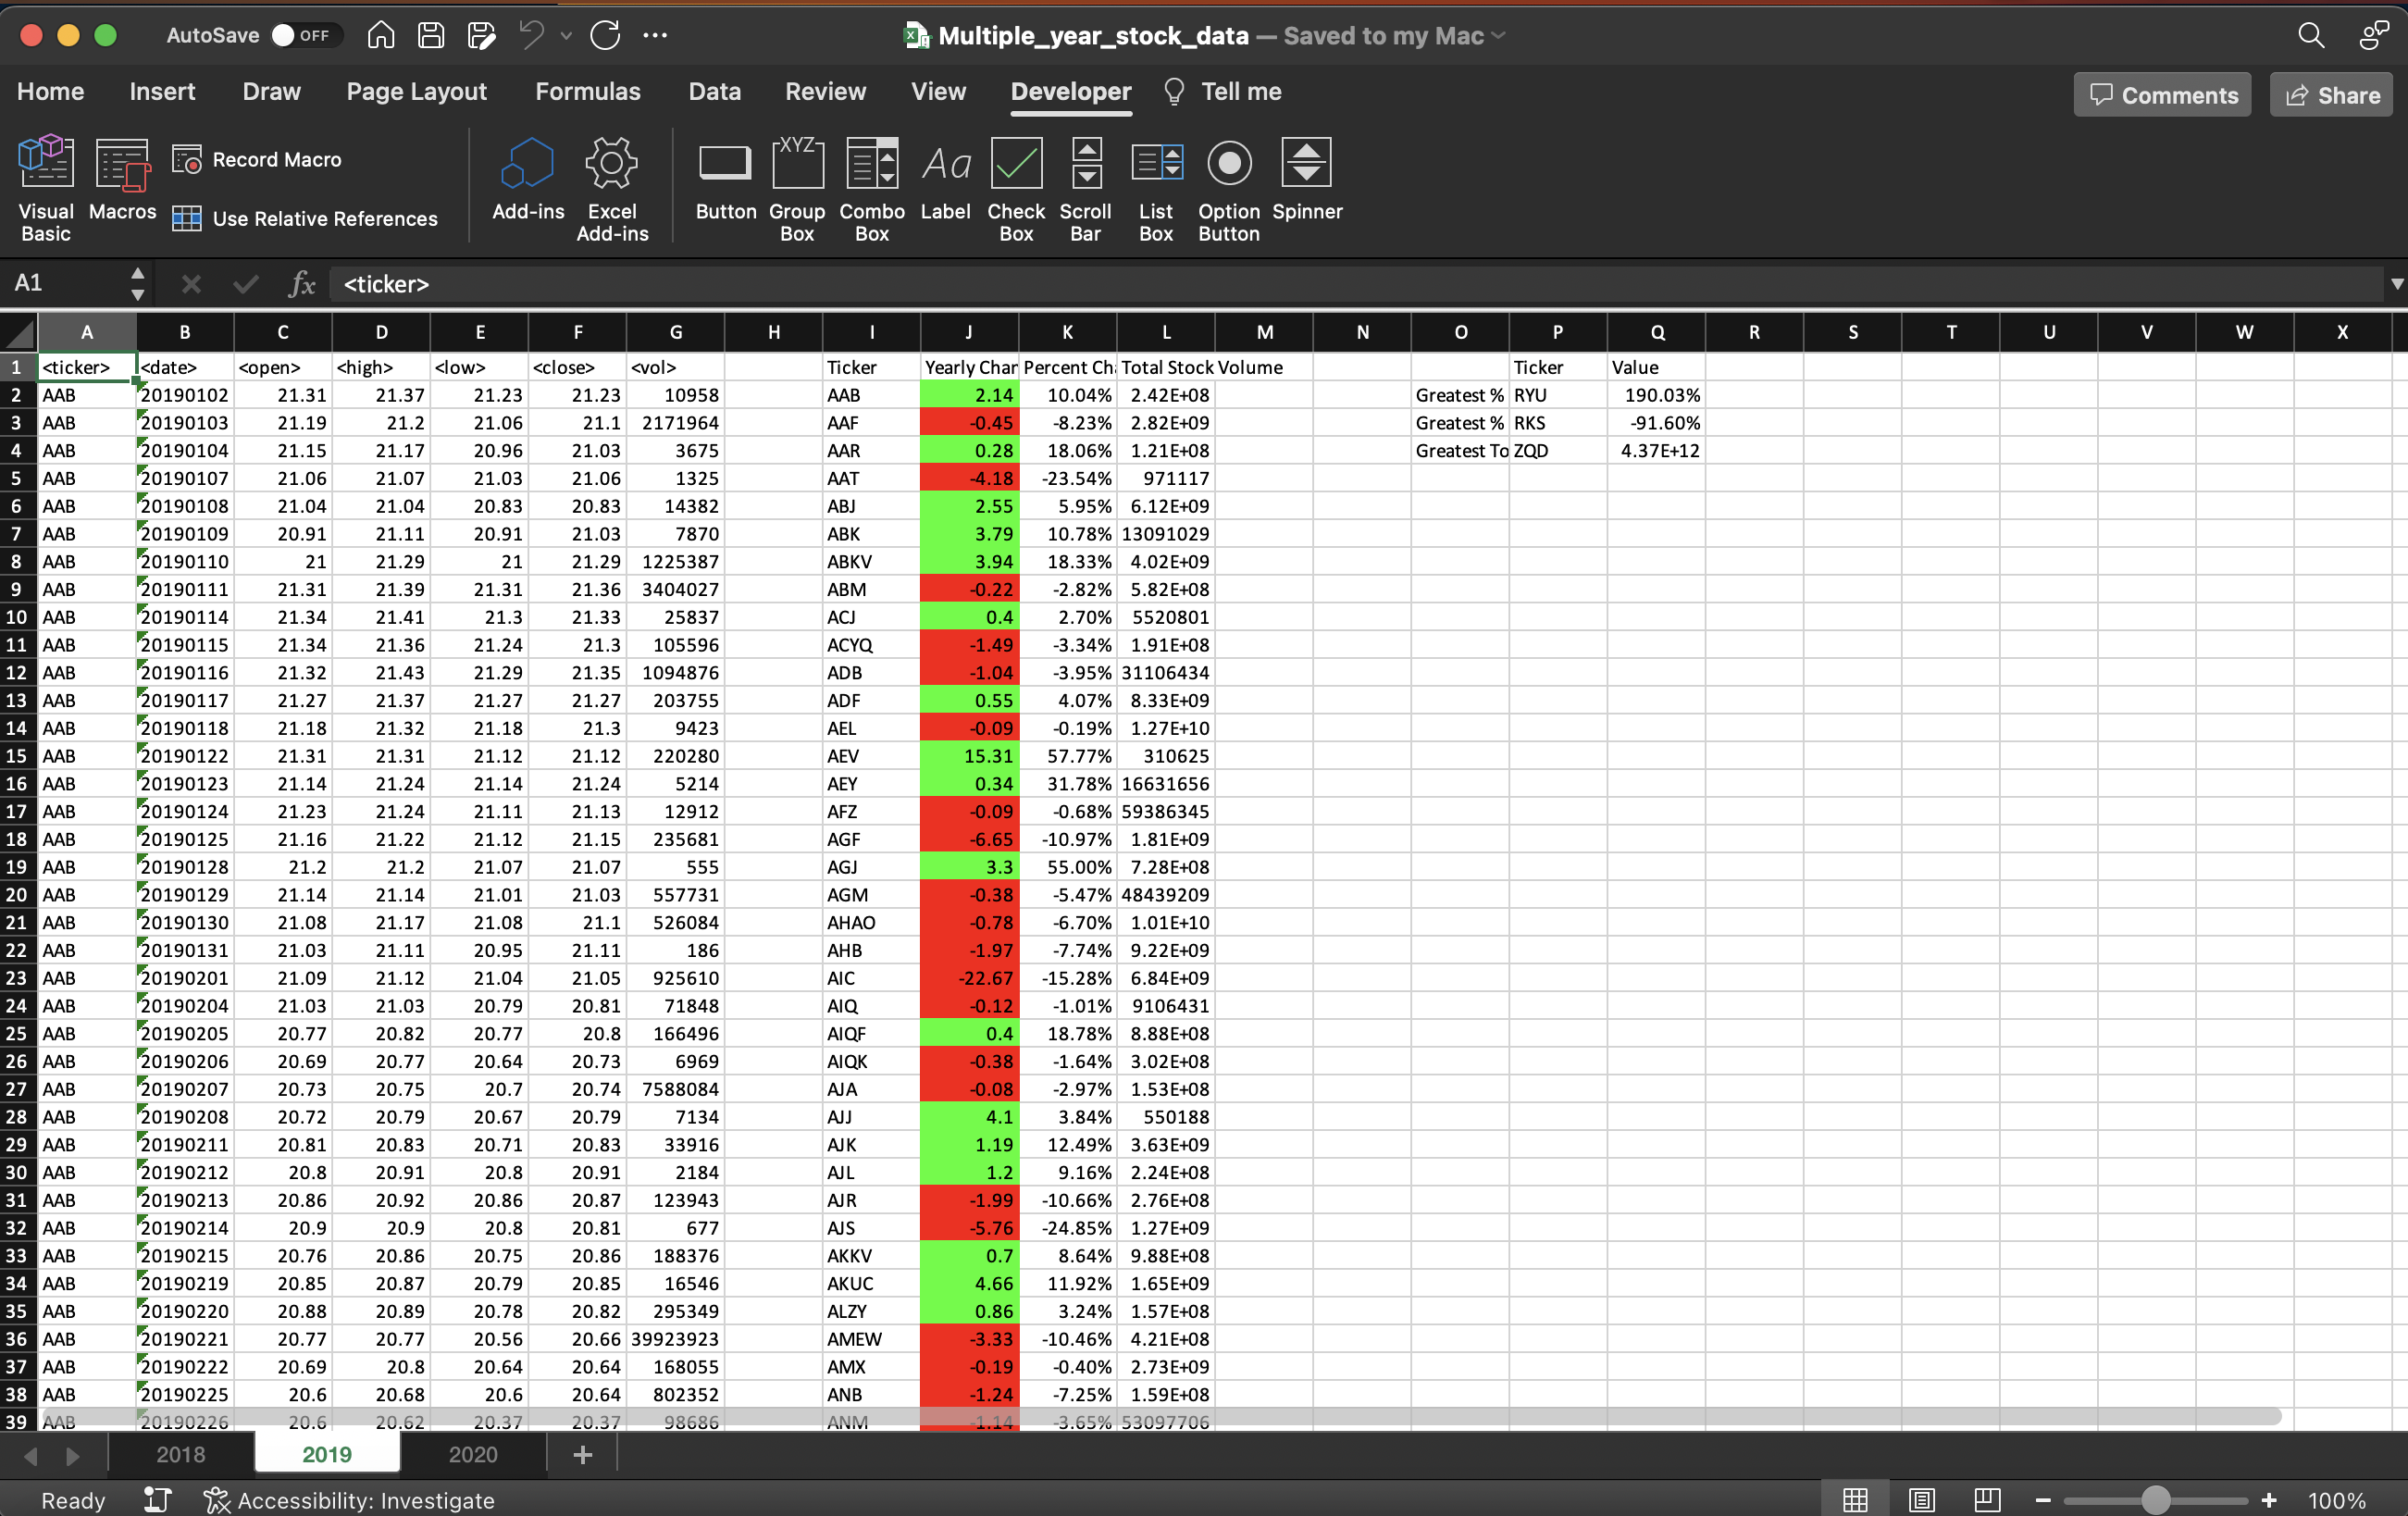 AutoSave OFF Multiple_year_stock_data — Saved to my Mac
Home Insert Draw Page Layout Formulas Data Review View Developer Tell me Comments Share
Visual Basic Macros Record Macro Use Relative References Add-ins Excel Add-ins Button Group Box Combo Box Label Check Box Scroll Bar List Box Option Button Spinner
XYZ Aa
A1 fx <ticker>
A B C D E F G H I J K L M N O P Q R S T U V W X
1 <ticker> <date> <open> <high> <low> <close> <vol> Ticker Yearly Char Percent Ch Total Stock Volume Ticker Value
2 AAB 20190102 21.31 21.37 21.23 21.23 10958 AAB 2.14 10.04% 2.42E+08 Greatest % RYU 190.03%
3 AAB 20190103 21.19 21.2 21.06 21.1 2171964 AAF -0.45 -8.23% 2.82E+09 Greatest % RKS -91.60%
4 AAB 20190104 21.15 21.17 20.96 21.03 3675 AAR 0.28 18.06% 1.21E+08 Greatest To ZQD 4.37E+12
5 AAB 20190107 21.06 21.07 21.03 21.06 1325 AAT -4.18 -23.54% 971117
6 AAB 20190108 21.04 21.04 20.83 20.83 14382 ABJ 2.55 5.95% 6.12E+09
7 AAB 20190109 20.91 21.11 20.91 21.03 7870 ABK 3.79 10.78% 13091029
8 AAB 20190110 21 21.29 21 21.29 1225387 ABKV 3.94 18.33% 4.02E+09
9 AAB 20190111 21.31 21.39 21.31 21.36 3404027 ABM -0.22 -2.82% 5.82E+08
10 AAB 20190114 21.34 21.41 21.3 21.33 25837 ACJ 0.4 2.70% 5520801
11 AAB 20190115 21.34 21.36 21.24 21.3 105596 ACYQ -1.49 -3.34% 1.91E+08
12 AAB 20190116 21.32 21.43 21.29 21.35 1094876 ADB -1.04 -3.95% 31106434
13 AAB 20190117 21.27 21.37 21.27 21.27 203755 ADF 0.55 4.07% 8.33E+09
14 AAB 20190118 21.18 21.32 21.18 21.3 9423 AEL -0.09 -0.19% 1.27E+10
15 AAB 20190122 21.31 21.31 21.12 21.12 220280 AEV 15.31 57.77% 310625
16 AAB 20190123 21.14 21.24 21.14 21.24 5214 AEY 0.34 31.78% 16631656
17 AAB 20190124 21.23 21.24 21.11 21.13 12912 AFZ -0.09 -0.68% 59386345
18 AAB 20190125 21.16 21.22 21.12 21.15 235681 AGF -6.65 -10.97% 1.81E+09
19 AAB 20190128 21.2 21.2 21.07 21.07 555 AGJ 3.3 55.00% 7.28E+08
20 AAB 20190129 21.14 21.14 21.01 21.03 557731 AGM -0.38 -5.47% 48439209
21 AAB 20190130 21.08 21.17 21.08 21.1 526084 AHAO -0.78 -6.70% 1.01E+10
22 AAB 20190131 21.03 21.11 20.95 21.11 186 AHB -1.97 -7.74% 9.22E+09
23 AAB 20190201 21.09 21.12 21.04 21.05 925610 AIC -22.67 -15.28% 6.84E+09
24 AAB 20190204 21.03 21.03 20.79 20.81 71848 AIQ -0.12 -1.01% 9106431
25 AAB 20190205 20.77 20.82 20.77 20.8 166496 AIQF 0.4 18.78% 8.88E+08
26 AAB 20190206 20.69 20.77 20.64 20.73 6969 AIQK -0.38 -1.64% 3.02E+08
27 AAB 20190207 20.73 20.75 20.7 20.74 7588084 AJA -0.08 -2.97% 1.53E+08
28 AAB 20190208 20.72 20.79 20.67 20.79 7134 AJJ 4.1 3.84% 550188
29 AAB 20190211 20.81 20.83 20.71 20.83 33916 AJK 1.19 12.49% 3.63E+09
30 AAB 20190212 20.8 20.91 20.8 20.91 2184 AJL 1.2 9.16% 2.24E+08
31 AAB 20190213 20.86 20.92 20.86 20.87 123943 AJR -1.99 -10.66% 2.76E+08
32 AAB 20190214 20.9 20.9 20.8 20.81 677 AJS -5.76 -24.85% 1.27E+09
33 AAB 20190215 20.76 20.86 20.75 20.86 188376 AKKV 0.7 8.64% 9.88E+08
34 AAB 20190219 20.85 20.87 20.79 20.85 16546 AKUC 4.66 11.92% 1.65E+09
35 AAB 20190220 20.88 20.89 20.78 20.82 295349 ALZY 0.86 3.24% 1.57E+08
36 AAB 20190221 20.77 20.77 20.56 20.66 39923923 AMEW -3.33 -10.46% 4.21E+08
37 AAB 20190222 20.69 20.8 20.64 20.64 168055 AMX -0.19 -0.40% 2.73E+09
38 AAB 20190225 20.6 20.68 20.6 20.64 802352 ANB -1.24 -7.25% 1.59E+08
39 AAB 20190226 20.6 20.62 20.37 20.37 98686 ANM -1.14 -3.65% 53097706
2018 2019 2020 +
Ready Accessibility: Investigate 100%